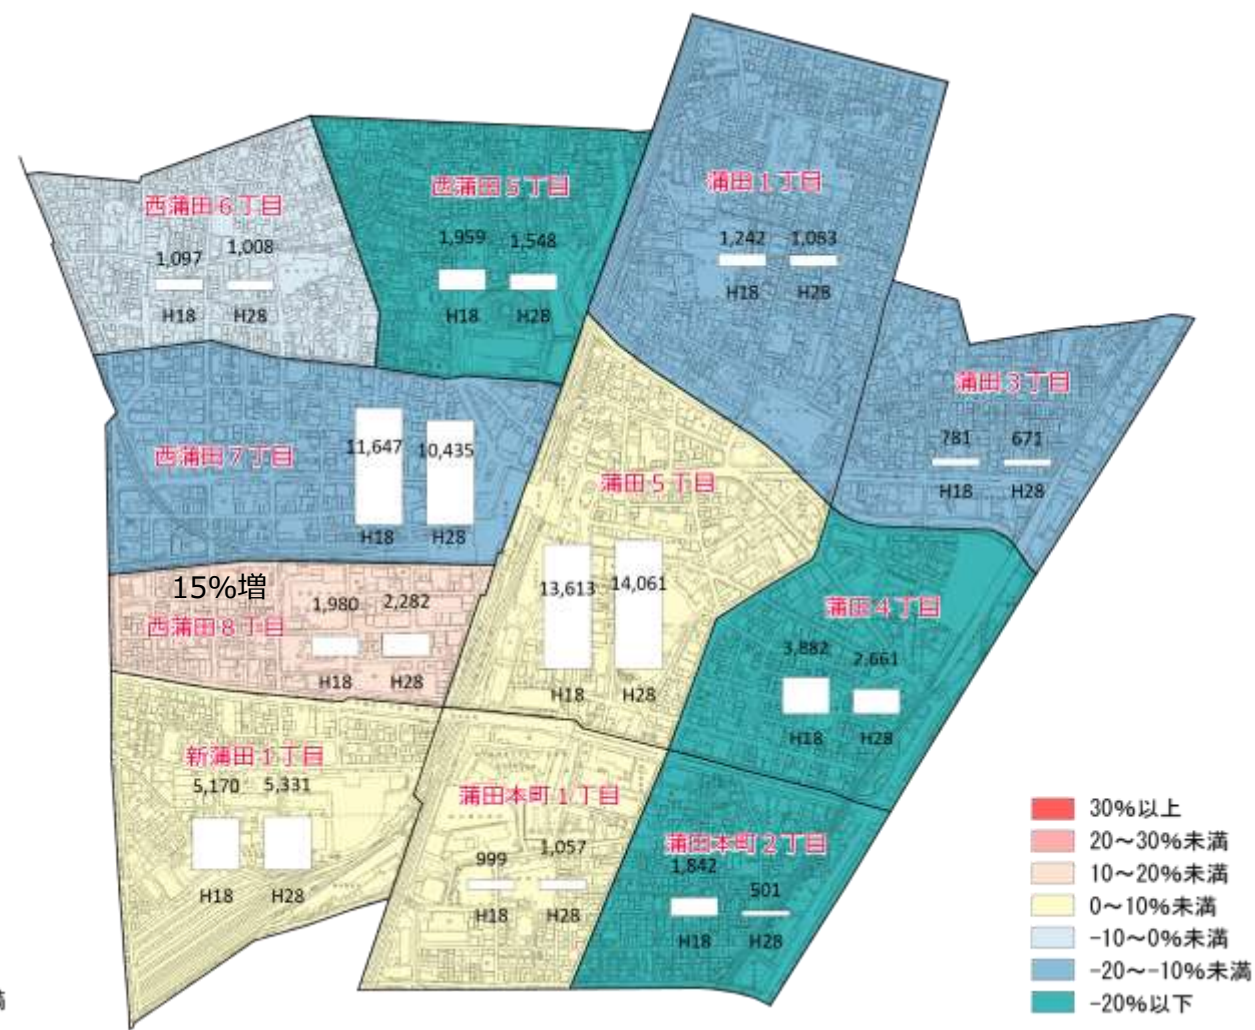 西蒲田6丁目
1,097 1,008
H18 H28
西蒲田5丁目
1,959 1,548
H18 H28
蒲田1丁目
1,242 1,083
H18 H28
蒲田3丁目
781 671
H18 H28
西蒲田7丁目
11,647 10,435
H18 H28
蒲田5丁目
13,613 14,061
H18 H28
15%増
西蒲田8丁目
1,980 2,282
H18 H28
蒲田4丁目
3,882 2,661
H18 H28
新蒲田1丁目
5,170 5,331
H18 H28
蒲田本町1丁目
999 1,057
H18 H28
蒲田本町2丁目
1,842 501
H18 H28
30%以上
20～30%未満
10～20%未満
0～10%未満
-10～0%未満
-20～-10%未満
-20%以下